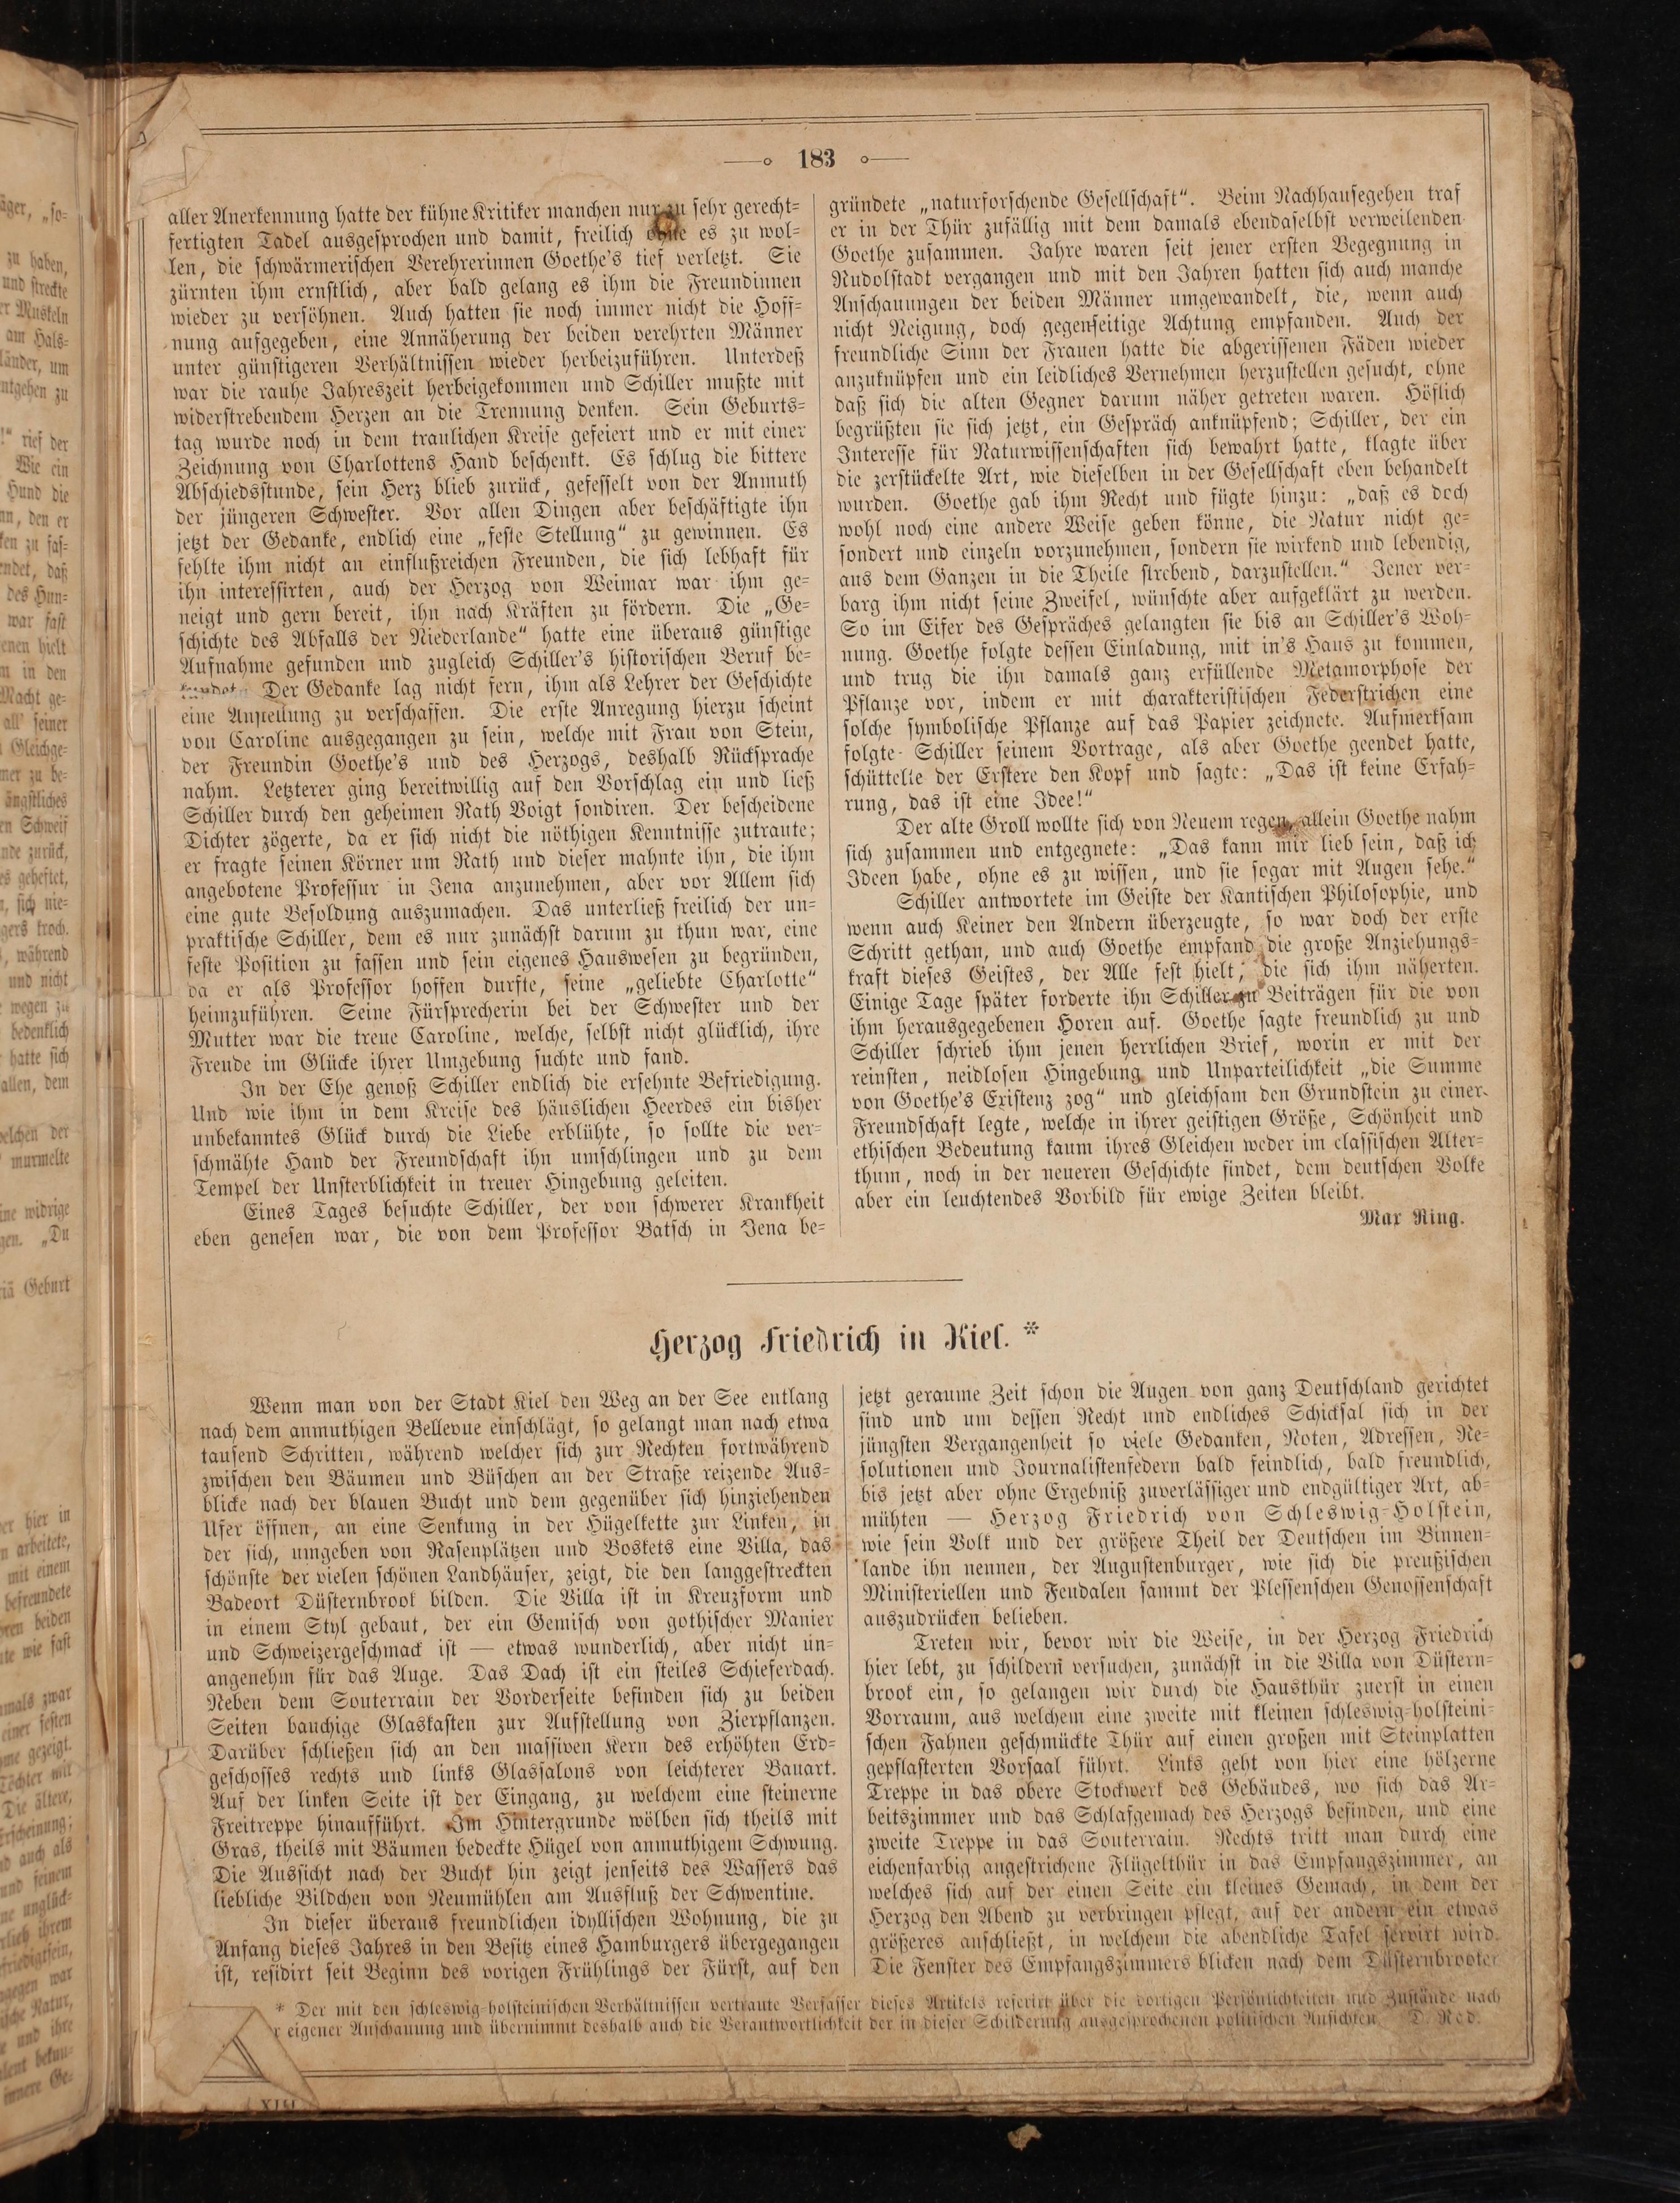 183
aller Anerkennung hatte der kühne Kritiker manchen nur zu sehr gerecht-
fertigten Tadel ausgesprochen und damit, freilich ohne es zu wol-
len, die schwärmerischen Verehrerinnen Goethe's tief verletzt. Sie
zürnten ihm ernstlich, aber bald gelang es ihm die Freundinnen
wieder zu versöhnen. Auch hatten sie noch immer nicht die Hoff-
nung aufgegeben, eine Annäherung der beiden verehrten Männer
unter günstigeren Verhältnissen wieder herbeizuführen. Unterdeß
war die rauhe Jahreszeit herbeigekommen und Schiller mußte mit
widerstrebendem Herzen an die Trennung denken. Sein Geburts-
tag wurde noch in dem traulichen Kreise gefeiert und er mit einer
Zeichnung von Charlottens Hand beschenkt. Es schlug die bittere
Abschiedsstunde, sein Herz blieb zurück, gefesselt von der Anmuth
der jüngeren Schwester. Vor allen Dingen aber beschäftigte ihn
jetzt der Gedanke, endlich eine „feste Stellung“ zu gewinnen. Es
fehlte ihm nicht an einflußreichen Freunden, die sich lebhaft für
ihn interessirten, auch der Herzog von Weimar war ihm ge-
neigt und gern bereit, ihn nach Kräften zu fördern. Die „Ge-
schichte des Abfalls der Niederlande“ hatte eine überaus günstige
Aufnahme gefunden und zugleich Schiller's historischen Beruf be-
Der Gedanke lag nicht fern, ihm als Lehrer der Geschichte
eine Anstellung zu verschaffen. Die erste Anregung hierzu scheint
von Caroline ausgegangen zu sein, welche mit Frau von Stein,
der Freundin Goethe's und des Herzogs, deshalb Rücksprache
nahm. Letzterer ging bereitwillig auf den Vorschlag ein und ließ
Schiller durch den geheimen Rath Voigt sondiren. Der bescheidene
Dichter zögerte, da er sich nicht die nöthigen Kenntnisse zutraute;
er fragte seinen Körner um Rath und dieser mahnte ihn, die ihm
angebotene Professur in Jena anzunehmen, aber vor Allem sich
eine gute Besoldung auszumachen. Das unterließ freilich der un-
praktische Schiller, dem es nur zunächst darum zu thun war, eine
feste Position zu fassen und sein eigenes Hauswesen zu begründen,
da er als Professor hoffen durfte, seine „geliebte Charlotte“
heimzuführen. Seine Fürsprecherin bei der Schwester und der
Mutter war die treue Caroline, welche, selbst nicht glücklich, ihre
Freude im Glücke ihrer Umgebung suchte und fand.
In der Ehe genoß Schiller endlich die ersehnte Befriedigung.
Und wie ihm in dem Kreise des häuslichen Heerdes ein bisher
unbekanntes Glück durch die Liebe erblühte, so sollte die ver-
schmähte Hand der Freundschaft ihn umschlingen und zu dem
Tempel der Unsterblichkeit in treuer Hingebung geleiten.
Eines Tages besuchte Schiller, der von schwerer Krankheit
eben genesen war, die von dem Professor Batsch in Jena be-
gründete „naturforschende Gesellschaft“. Beim Nachhausegehen traf
er in der Thür zufällig mit dem damals ebendaselbst verweilenden
Goethe zusammen. Jahre waren seit jener ersten Begegnung in
Rudolstadt vergangen und mit den Jahren hatten sich auch manche
Anschauungen der beiden Männer umgewandelt, die, wenn auch
nicht Neigung, doch gegenseitige Achtung empfanden. Auch der
freundliche Sinn der Frauen hatte die abgerissenen Fäden wieder
anzuknüpfen und ein leidliches Vernehmen herzustellen gesucht, ohne
daß sich die alten Gegner darum näher getreten waren. Höflich
begrüßten sie sich jetzt, ein Gespräch anknüpfend; Schiller, der ein
Interesse für Naturwissenschaften sich bewahrt hatte, klagte über
die zerstückelte Art, wie dieselben in der Gesellschaft eben behandelt
wurden. Goethe gab ihm Recht und fügte hinzu: „daß es doch
wohl noch eine andere Weise geben könne, die Natur nicht ge-
sondert und einzeln vorzunehmen, sondern sie wirkend und lebendig,
aus dem Ganzen in die Theile strebend, darzustellen.“ Jener ver-
barg ihm nicht seine Zweifel, wünschte aber aufgeklärt zu werden.
So im Eifer des Gespräches gelangten sie bis an Schiller's Woh-
nung. Goethe folgte dessen Einladung, mit in's Haus zu kommen,
und trug die ihn damals ganz erfüllende Metamorphose der
Pflanze vor, indem er mit charakteristischen Federstrichen eine
solche symbolische Pflanze auf das Papier zeichnete. Aufmerksam
folgte Schiller seinem Vortrage, als aber Goethe geendet hatte,
schüttelte der Erstere den Kopf und sagte: „Das ist keine Erfah-
rung, das ist eine Idee!“
Der alte Groll wollte sich von Neuem regen, allein Goethe nahm
sich zusammen und entgegnete: „Das kann mir lieb sein, daß ich
Ideen habe, ohne es zu wissen, und sie sogar mit Augen sehe.“
Schiller antwortete im Geiste der Kantischen Philosophie, und
wenn auch Keiner den Andern überzeugte, so war doch der erste
Schritt gethan, und auch Goethe empfand die große Anziehungs-
kraft dieses Geistes, der Alle fest hielt, die sich ihm näherten.
Einige Tage später forderte ihn Schiller zu Beiträgen für die von
ihm herausgegebenen Horen auf. Goethe sagte freundlich zu und
Schiller schrieb ihm jenen herrlichen Brief, worin er mit der
reinsten, neidlosen Hingebung und Unparteilichkeit „die Summe
von Goethe's Existenz zog“ und gleichsam den Grundstein zu einer
Freundschaft legte, welche in ihrer geistigen Größe, Schönheit und
ethischen Bedeutung kaum ihres Gleichen weder im classischen Alter-
thum, noch in der neueren Geschichte findet, dem deutschen Volke
aber ein leuchtendes Vorbild für ewige Zeiten bleibt.
Max Ring.
Herzog Friedrich in Kiel. *
Wenn man von der Stadt Kiel den Weg an der See entlang
nach dem anmuthigen Bellevue einschlägt, so gelangt man nach etwa
tausend Schritten, während welcher sich zur Rechten fortwährend
zwischen den Bäumen und Büschen an der Straße reizende Aus-
blicke nach der blauen Bucht und dem gegenüber sich hinziehenden
Ufer öffnen, an eine Senkung in der Hügelkette zur Linken, in
der sich, umgeben von Rasenplätzen und Boskets eine Villa, das
schönste der vielen schönen Landhäuser, zeigt, die den langgestreckten
Badeort Düsternbrook bilden. Die Villa ist in Kreuzform und
in einem Styl gebaut, der ein Gemisch von gothischer Manier
und Schweizergeschmack ist — etwas wunderlich, aber nicht un-
angenehm für das Auge. Das Dach ist ein steiles Schieferdach.
Neben dem Souterrain der Vorderseite befinden sich zu beiden
Seiten bauchige Glaskasten zur Aufstellung von Zierpflanzen.
Darüber schließen sich an den massiven Kern des erhöhten Erd-
geschosses rechts und links Glassalons von leichterer Bauart.
Auf der linken Seite ist der Eingang, zu welchem eine steinerne
Freitreppe hinaufführt. Im Hintergrunde wölben sich theils mit
Gras, theils mit Bäumen bedeckte Hügel von anmuthigem Schwung.
Die Aussicht nach der Bucht hin zeigt jenseits des Wassers das
liebliche Bildchen von Neumühlen am Ausfluß der Schwentine.
In dieser überaus freundlichen idyllischen Wohnung, die zu
Anfang dieses Jahres in den Besitz eines Hamburgers übergegangen
ist, residirt seit Beginn des vorigen Frühlings der Fürst, auf den
jetzt geraume Zeit schon die Augen von ganz Deutschland gerichtet
sind und um dessen Recht und endliches Schicksal sich in der
jüngsten Vergangenheit so viele Gedanken, Noten, Adressen, Re-
solutionen und Journalistenfedern bald feindlich, bald freundlich,
bis jetzt aber ohne Ergebniß zuverlässiger und endgültiger Art, ab-
mühten — Herzog Friedrich von Schleswig-Holstein,
wie sein Volk und der größere Theil der Deutschen im Binnen-
lande ihn nennen, der Augustenburger, wie sich die preußischen
Ministeriellen und Feudalen sammt der Plessenschen Genossenschaft
auszudrücken belieben.
Treten wir, bevor wir die Weise, in der Herzog Friedrich
hier lebt, zu schildern versuchen, zunächst in die Villa von Düstern-
brook ein, so gelangen wir durch die Hausthür zuerst in einen
Vorraum, aus welchem eine zweite mit kleinen schleswig-holsteini-
schen Fahnen geschmückte Thür auf einen großen mit Steinplatten
gepflasterten Vorsaal führt. Links geht von hier eine hölzerne
Treppe in das obere Stockwerk des Gebäudes, wo sich das Ar-
beitszimmer und das Schlafgemach des Herzogs befinden, und eine
zweite Treppe in das Souterrain. Rechts tritt man durch eine
eichenfarbig angestrichene Flügelthür in das Empfangszimmer, an
welches sich auf der einen Seite ein kleines Gemach, in dem der
Herzog den Abend zu verbringen pflegt, auf der andern ein etwas
größeres anschließt, in welchem die abendliche Tafel servirt wird.
Die Fenster des Empfangszimmers blicken nach dem Düsternbrooker
* Der mit den schleswig-holsteinischen Verhältnissen vertraute Verfasser dieses Artikels referirt über die dortigen Persönlichkeiten und Zustände nach
eigener Anschauung und übernimmt deshalb auch die Verantwortlichkeit der in dieser Schilderung ausgesprochenen politischen Ansichten. D. Red.